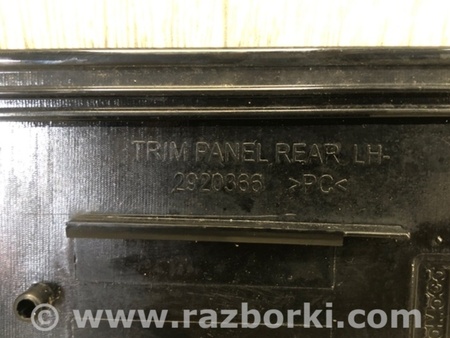 TRIM PANEL REAR LH-
2920366 >PC<
www.razborki.com